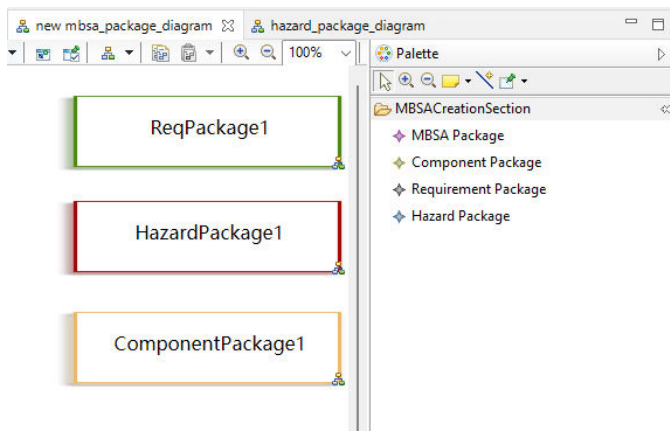 new mbsa_package_diagram
hazard_package_diagram
100%
Palette
ReqPackage1
HazardPackage1
ComponentPackage1
MBSACreationSection
MBSA Package
Component Package
Requirement Package
Hazard Package